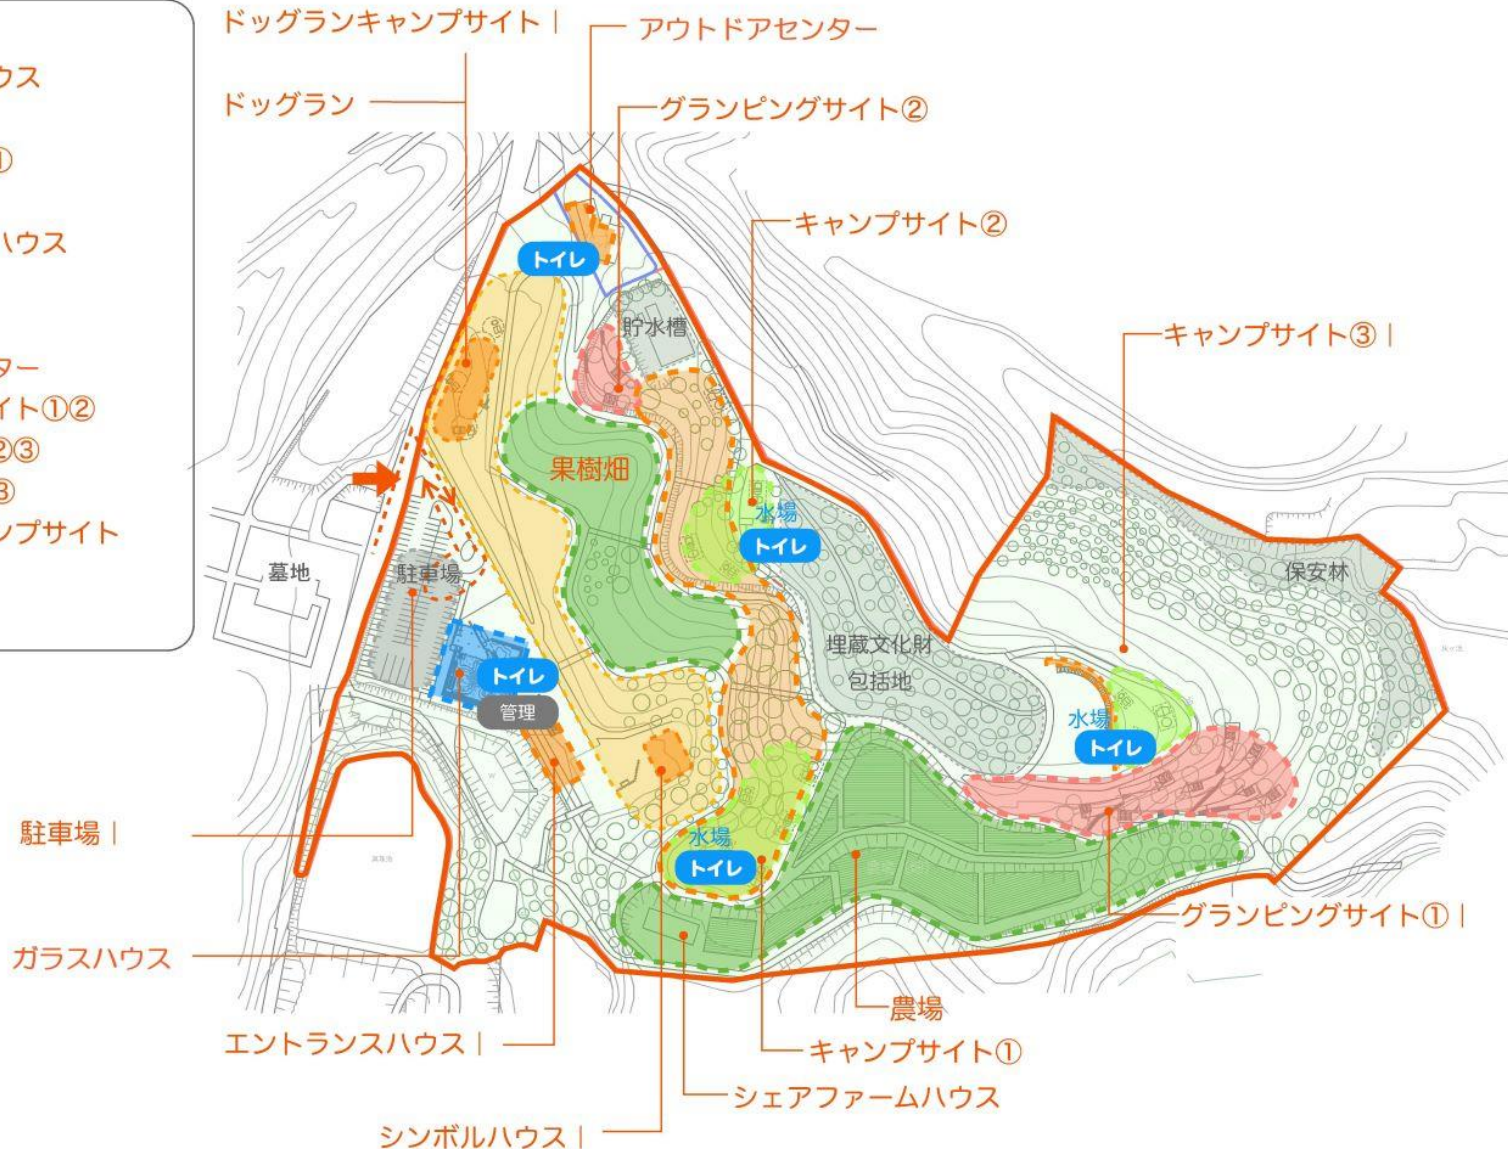 ウス
①
ハウス
ター
イト①②
②③
③
ンプサイト
ドッグランキャンプサイト |
アウトドアセンター
ドッグラン
グランピングサイト②
キャンプサイト②
キャンプサイト③ |
トイレ
貯水槽
果樹畑
水場
トイレ
墓地
駐車場
保安林
埋蔵文化財
包括地
トイレ
管理
水場
トイレ
水場
トイレ
駐車場 |
ガラスハウス
グランピングサイト① |
農場
エントランスハウス |
キャンプサイト①
シェアファームハウス
シンボルハウス |